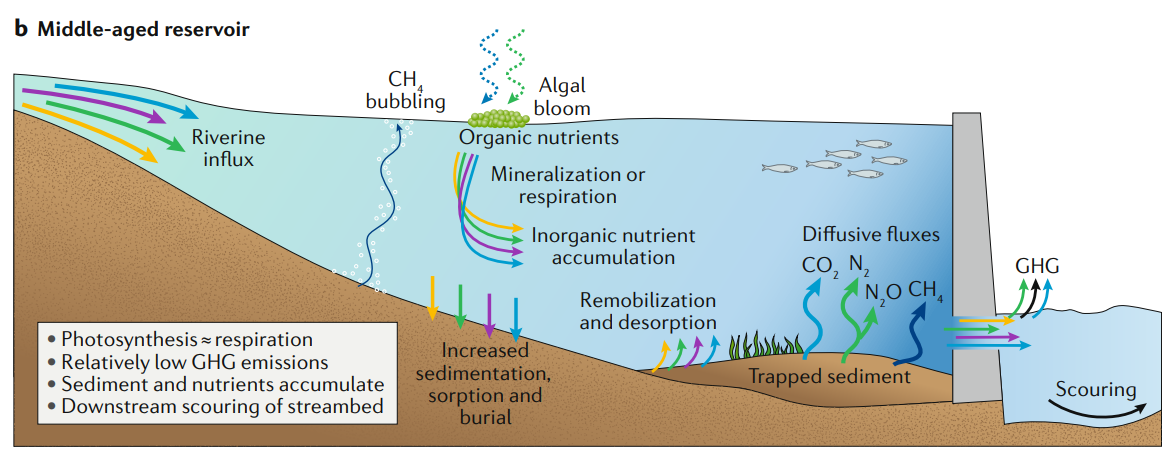 b Middle-aged reservoir
CH4
bubbling
Algal
bloom
Riverine
influx
Organic nutrients
Mineralization or
respiration
Inorganic nutrient
accumulation
Diffusive fluxes
CO2 N2
N2O CH4
GHG
Remobilization
and desorption
Increased
sedimentation,
sorption and
burial
Trapped sediment
Scouring
• Photosynthesis ≈ respiration
• Relatively low GHG emissions
• Sediment and nutrients accumulate
• Downstream scouring of streambed